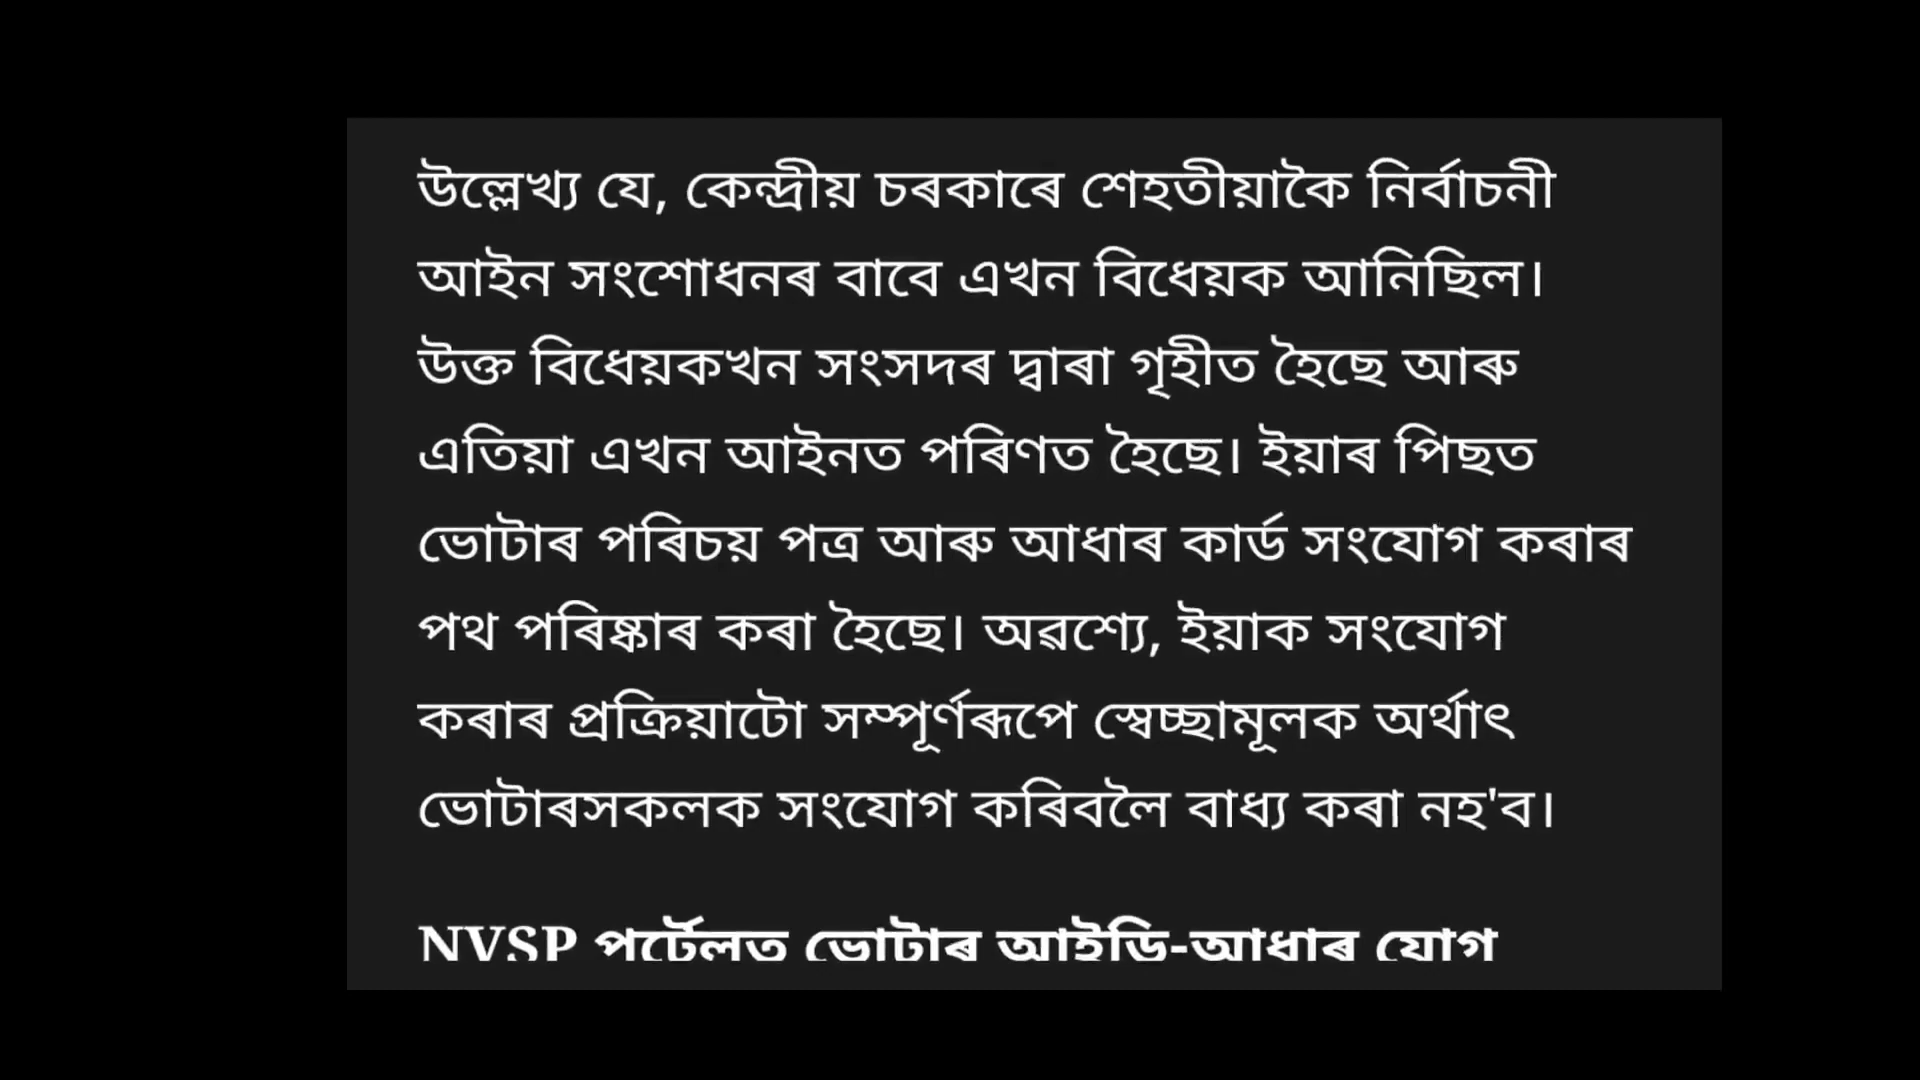 উল্লেখ্য যে, কেন্দ্ৰীয় চৰকাৰে শেহতীয়াকৈ নিৰ্বাচনী
আইন সংশোধনৰ বাবে এখন বিধেয়ক আনিছিল।
উক্ত বিধেয়কখন সংসদৰ দ্বাৰা গৃহীত হৈছে আৰু
এতিয়া এখন আইনত পৰিণত হৈছে। ইয়াৰ পিছত
ভোটাৰ পৰিচয় পত্ৰ আৰু আধাৰ কাৰ্ড সংযোগ কৰাৰ
পথ পৰিষ্কাৰ কৰা হৈছে। অৱশ্যে, ইয়াক সংযোগ
কৰাৰ প্ৰক্ৰিয়াটো সম্পূৰ্ণৰূপে স্বেচ্ছামূলক অৰ্থাৎ
ভোটাৰসকলক সংযোগ কৰিবলৈ বাধ্য কৰা নহ'ব।
NVSP পৰ্টেলত ভোটাৰ আইডি-আধাৰ যোগ